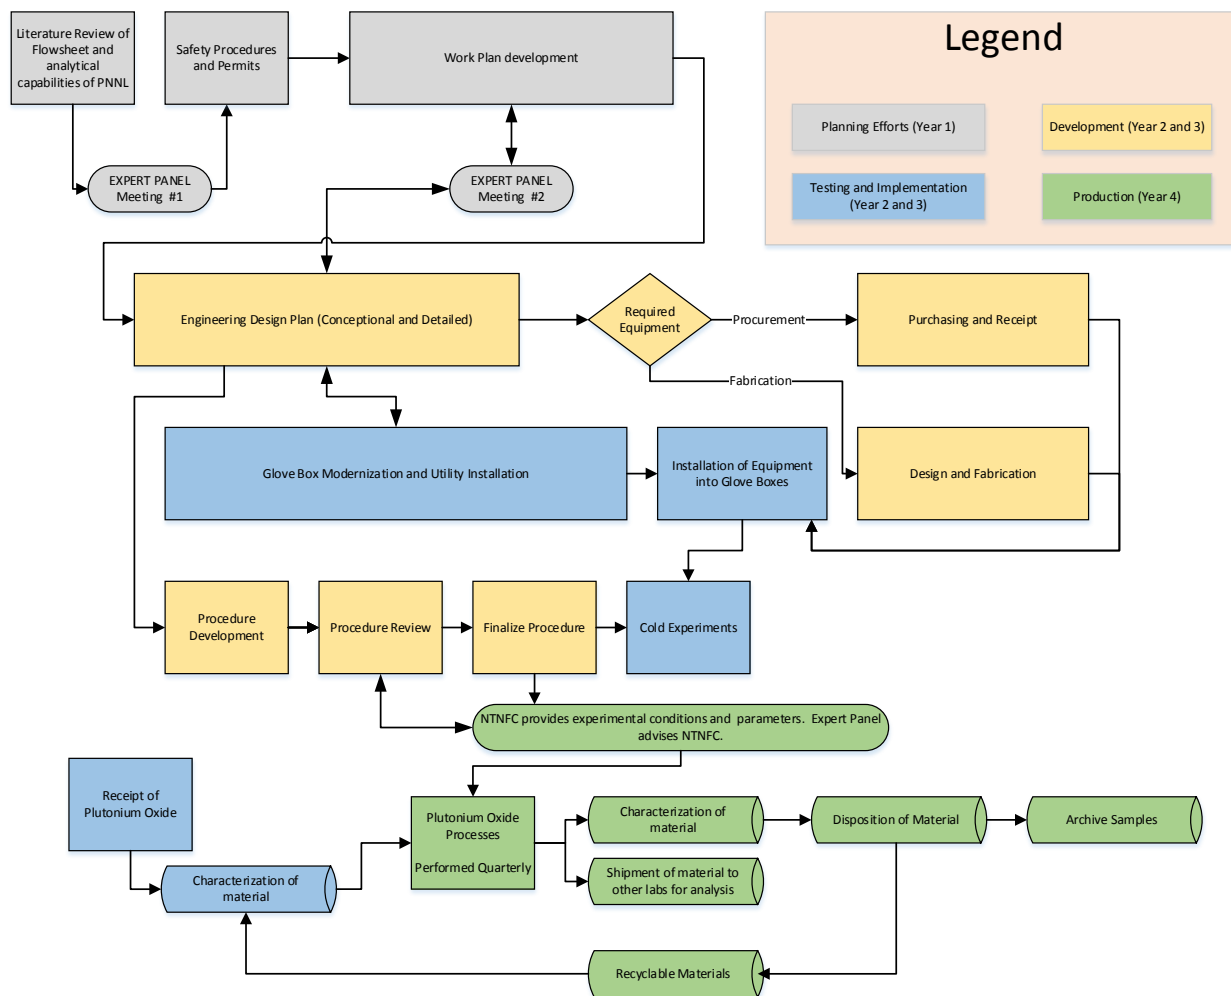 Literature Review of
Flowsheet and
analytical
capabilities of PNNL
Safety Procedures
and Permits
Work Plan development
EXPERT PANEL
Meeting #1
EXPERT PANEL
Meeting #2
Legend
Planning Efforts (Year 1)
Development (Year 2 and 3)
Testing and Implementation
(Year 2 and 3)
Production (Year 4)
Engineering Design Plan (Conceptional and Detailed)
Required
Equipment
Procurement
Purchasing and Receipt
Fabrication
Glove Box Modernization and Utility Installation
Installation of Equipment
into Glove Boxes
Design and Fabrication
Procedure
Development
Procedure Review
Finalize Procedure
Cold Experiments
NTNFC provides experimental conditions and parameters. Expert Panel
advises NTNFC.
Receipt of
Plutonium Oxide
Characterization of
material
Plutonium Oxide
Processes
Performed Quarterly
Characterization of
material
Shipment of material to
other labs for analysis
Disposition of Material
Archive Samples
Recyclable Materials